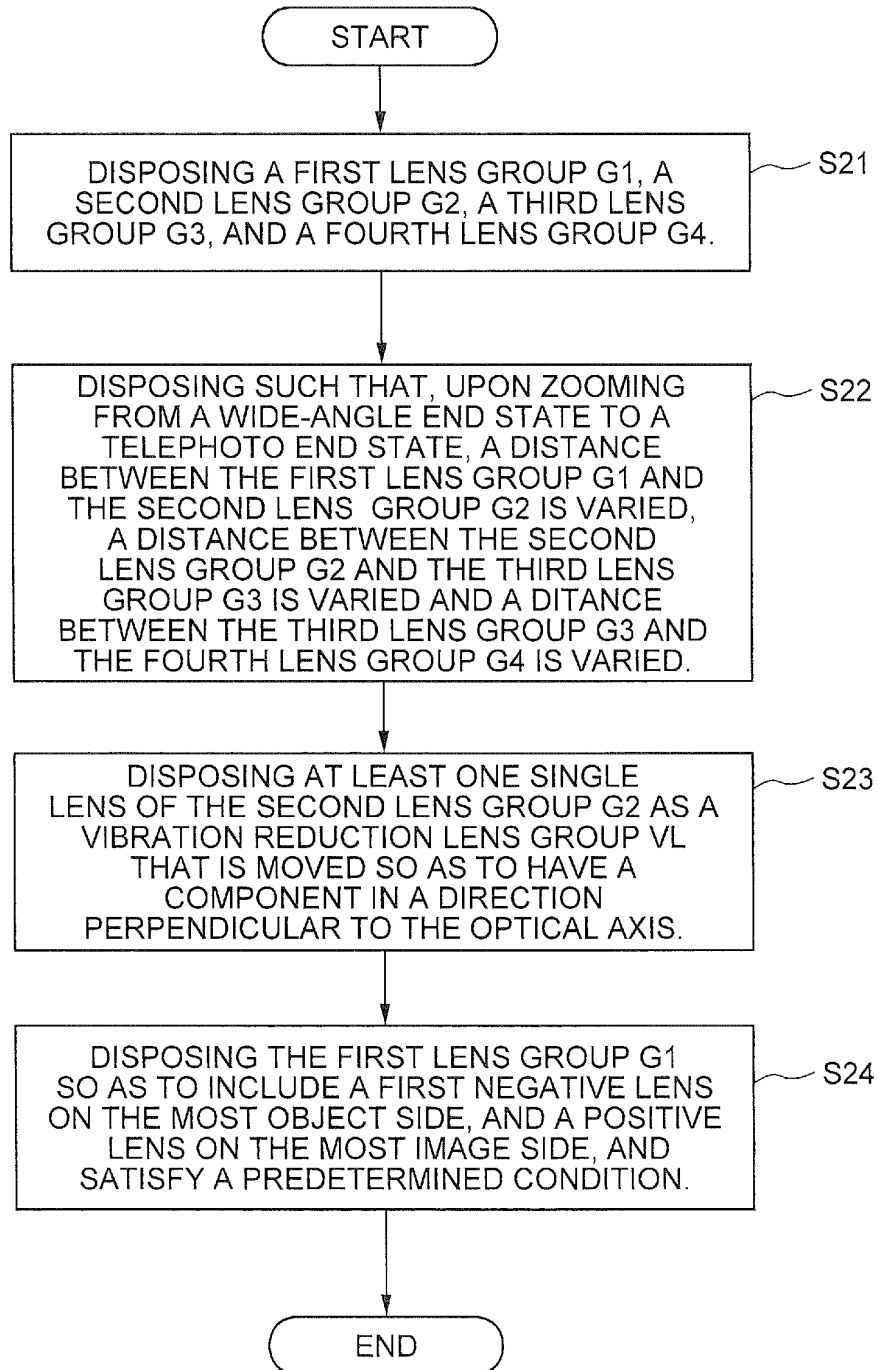 START
DISPOSING A FIRST LENS GROUP G1, A
SECOND LENS GROUP G2, A THIRD LENS
GROUP G3, AND A FOURTH LENS GROUP G4.
S21
DISPOSING SUCH THAT, UPON ZOOMING
FROM A WIDE-ANGLE END STATE TO A
TELEPHOTO END STATE, A DISTANCE
BETWEEN THE FIRST LENS GROUP G1 AND
THE SECOND LENS GROUP G2 IS VARIED,
A DISTANCE BETWEEN THE SECOND
LENS GROUP G2 AND THE THIRD LENS
GROUP G3 IS VARIED AND A DITANCE
BETWEEN THE THIRD LENS GROUP G3 AND
THE FOURTH LENS GROUP G4 IS VARIED.
S22
DISPOSING AT LEAST ONE SINGLE
LENS OF THE SECOND LENS GROUP G2 AS A
VIBRATION REDUCTION LENS GROUP VL
THAT IS MOVED SO AS TO HAVE A
COMPONENT IN A DIRECTION
PERPENDICULAR TO THE OPTICAL AXIS.
S23
DISPOSING THE FIRST LENS GROUP G1
SO AS TO INCLUDE A FIRST NEGATIVE LENS
ON THE MOST OBJECT SIDE, AND A POSITIVE
LENS ON THE MOST IMAGE SIDE, AND
SATISFY A PREDETERMINED CONDITION.
S24
END